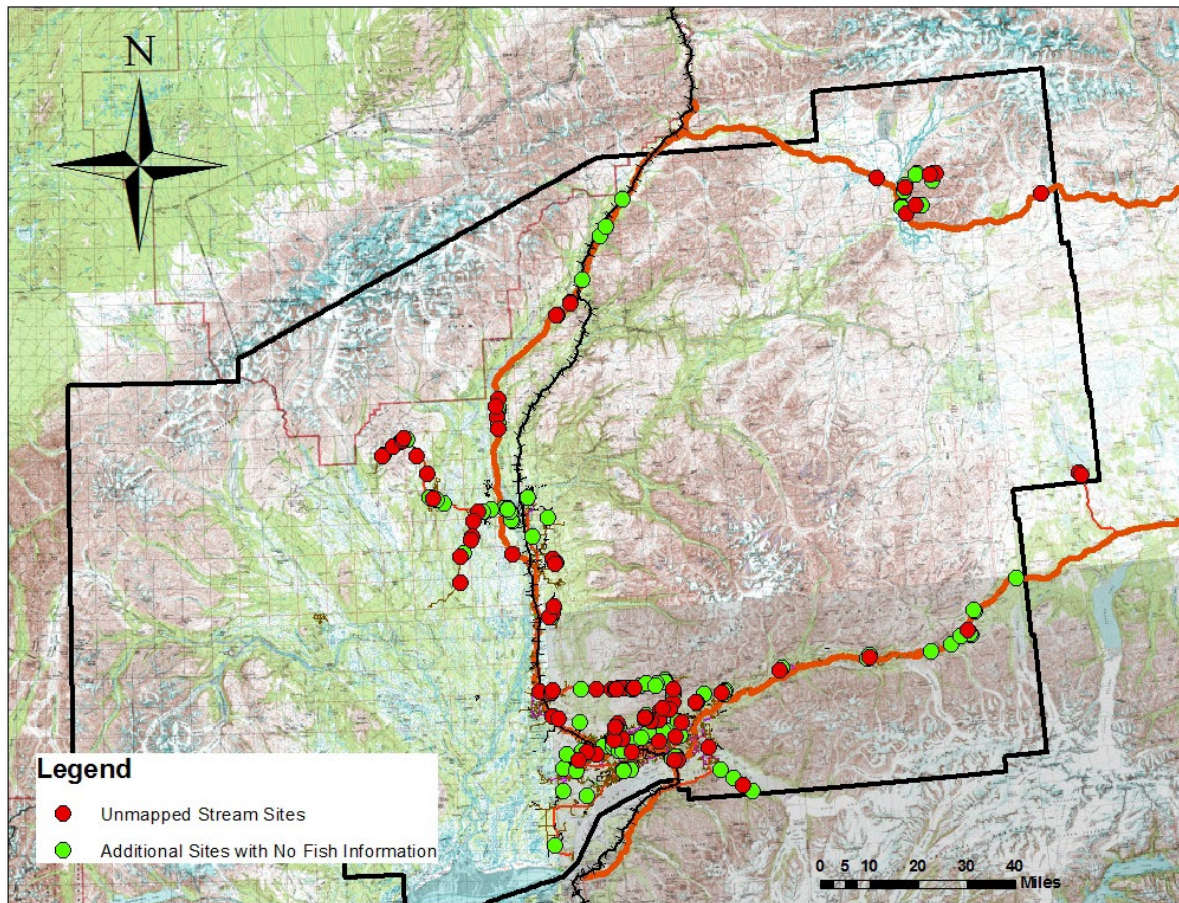 N
Legend
Unmapped Stream Sites
Additional Sites with No Fish Information
0 5 10 20 30 40
Miles